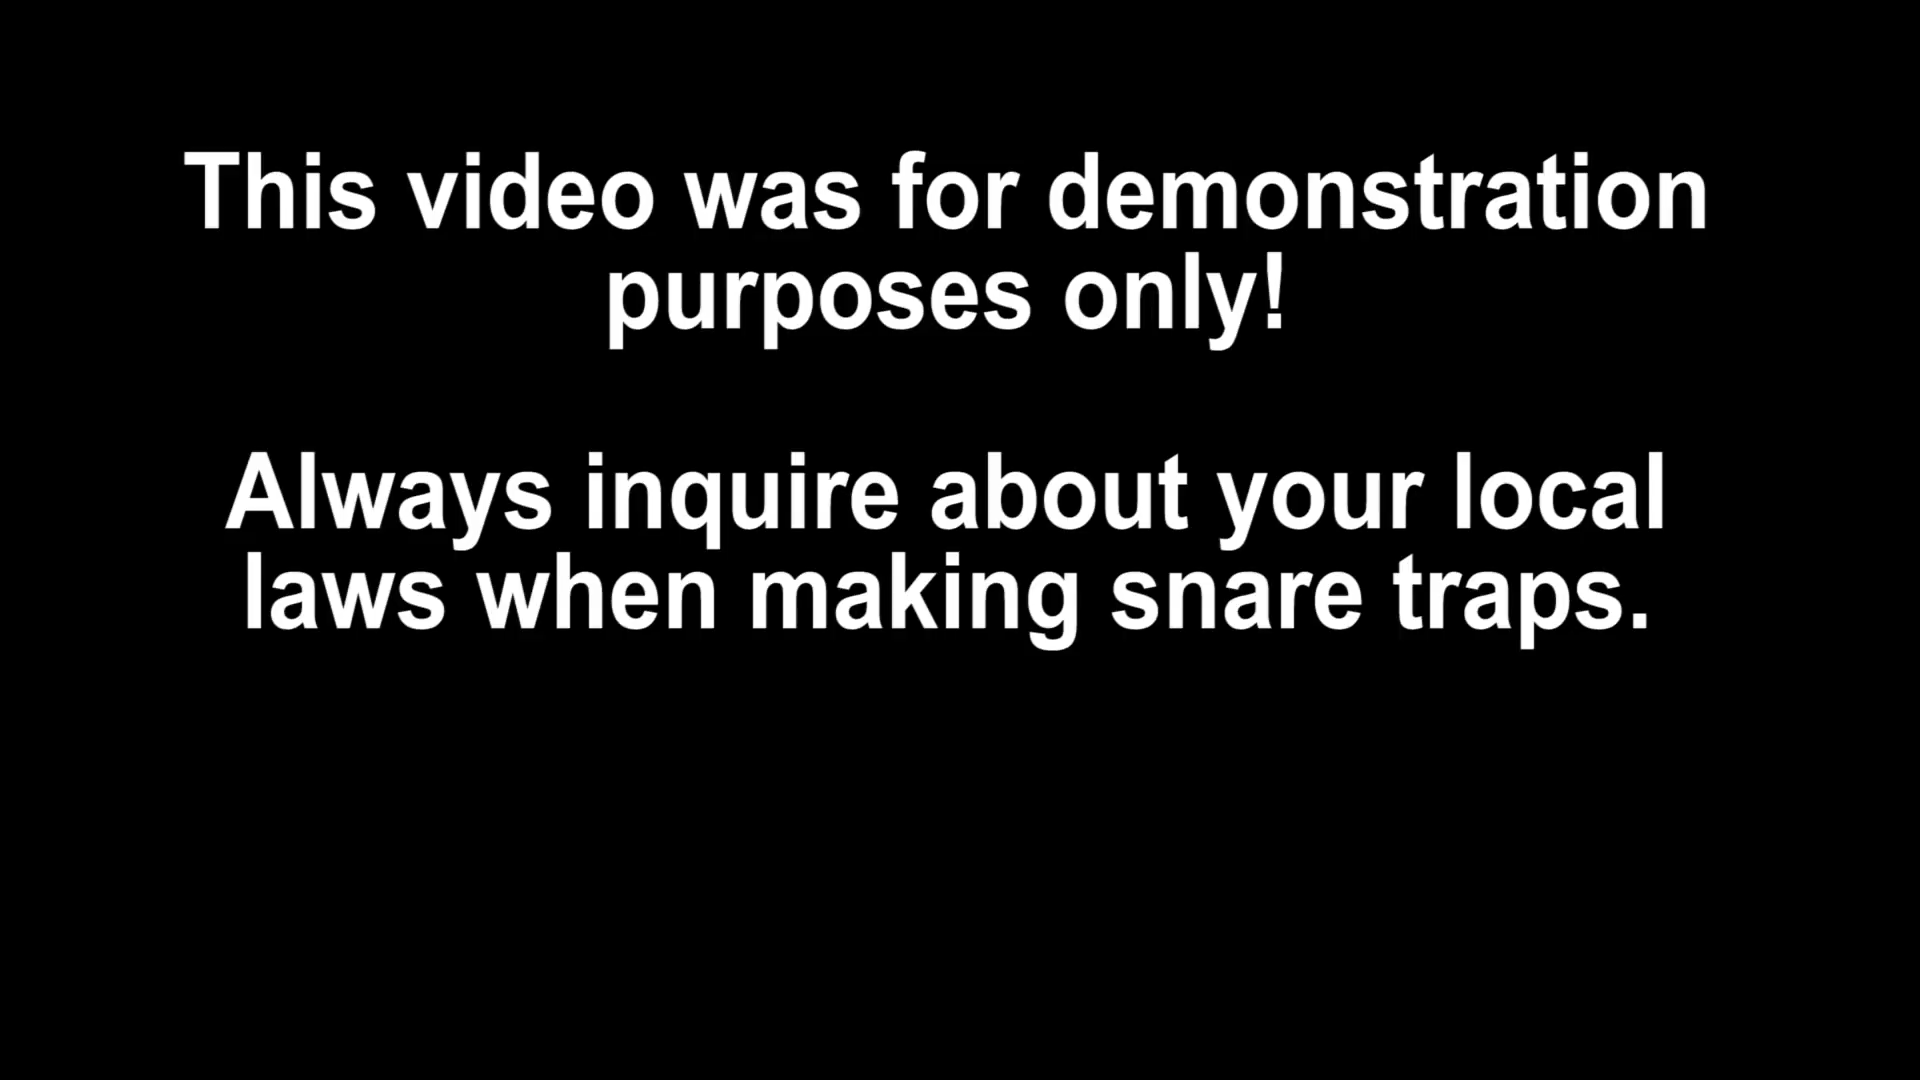 This video was for demonstration
purposes only!
Always inquire about your local
laws when making snare traps.